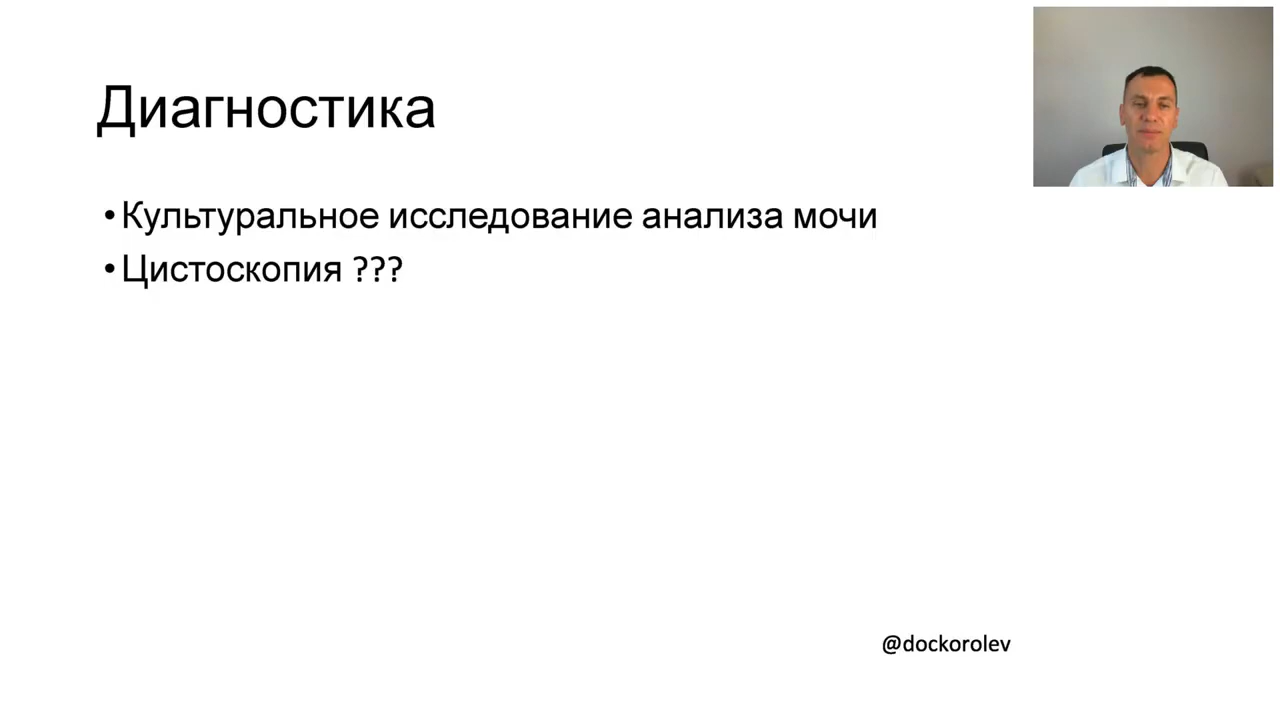 Диагностика
•Культуральное исследование анализа мочи
•Цистоскопия ???
@dockorolev